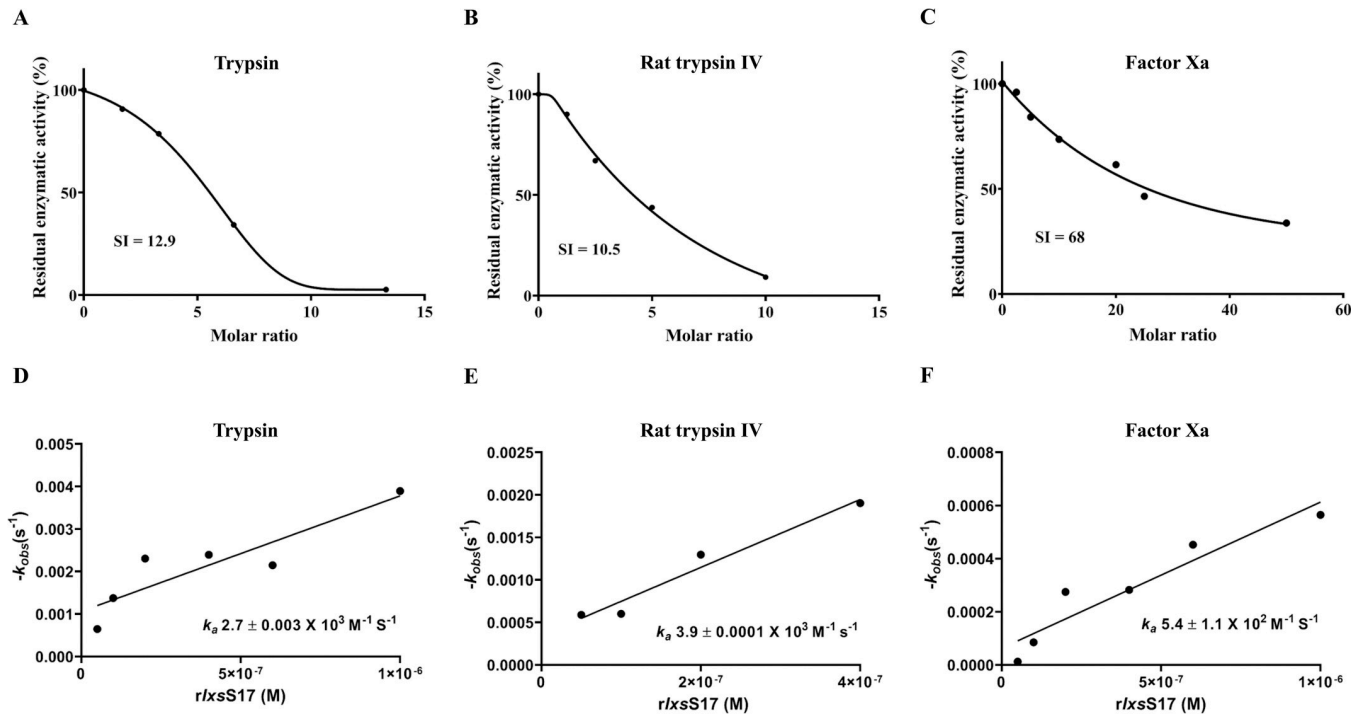 A
Trypsin
Residual enzymatic activity (%)
100
50
0
SI = 12.9
0 5 10 15
Molar ratio
B
Rat trypsin IV
Residual enzymatic activity (%)
100
50
0
SI = 10.5
0 5 10 15
Molar ratio
C
Factor Xa
Residual enzymatic activity (%)
100
50
0
SI = 68
0 20 40 60
Molar ratio
D
Trypsin
-kobs(s⁻¹)
0.005
0.004
0.003
0.002
0.001
0.000
ka 2.7 ± 0.003 X 10³ M⁻¹ S⁻¹
0 5×10⁻⁷ 1×10⁻⁶
rIxsS17 (M)
E
Rat trypsin IV
-kobs(s⁻¹)
0.0025
0.0020
0.0015
0.0010
0.0005
0.0000
ka 3.9 ± 0.0001 X 10³ M⁻¹ s⁻¹
0 2×10⁻⁷ 4×10⁻⁷
rIxsS17 (M)
F
Factor Xa
-kobs(s⁻¹)
0.0008
0.0006
0.0004
0.0002
0.0000
ka 5.4 ± 1.1 X 10² M⁻¹ S⁻¹
0 5×10⁻⁷ 1×10⁻⁶
rIxsS17 (M)